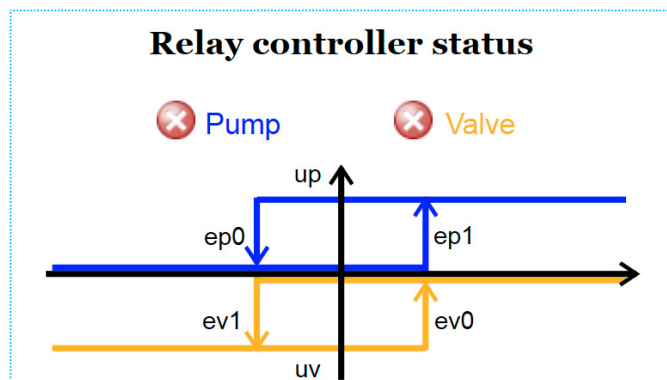 Relay controller status
Pump Valve
up
ep0 ep1
ev1 ev0
uv